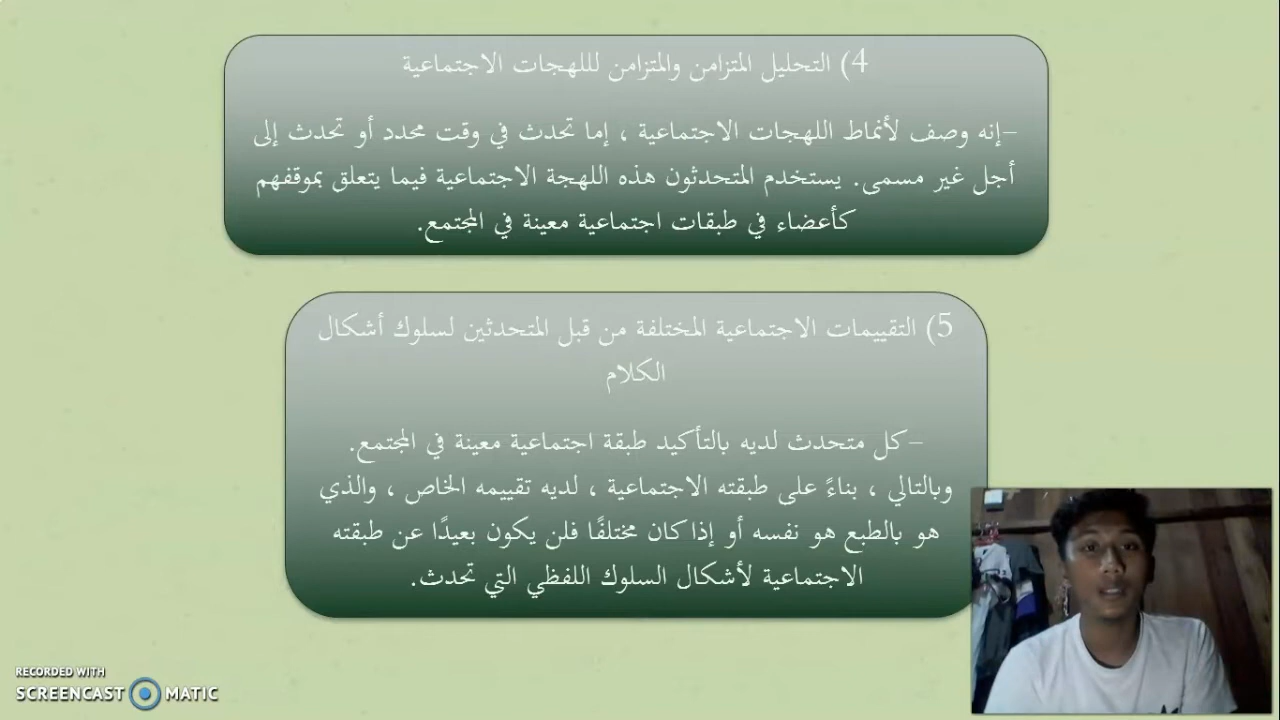 4) التحليل المتزامن والمتزامن لللهجات الاجتماعية
–إنه وصف لأنماط اللهجات الاجتماعية ، إما تحدث في وقت محدد أو تحدث إلى
أجل غير مسمى. يستخدم المتحدثون هذه اللهجة الاجتماعية فيما يتعلق بموقفهم
كأعضاء في طبقات اجتماعية معينة في المجتمع.
5) التقييمات الاجتماعية المختلفة من قبل المتحدثين لسلوك أشكال
الكلام
–كل متحدث لديه بالتأكيد طبقة اجتماعية معينة في المجتمع.
وبالتالي ، بناءً على طبقته الاجتماعية ، لديه تقييمه الخاص ، والذي
هو بالطبع هو نفسه أو إذا كان مختلفًا فلن يكون بعيدًا عن طبقته
الاجتماعية لأشكال السلوك اللفظي التي تحدث.
RECORDED WITH
SCREENCAST MATIC